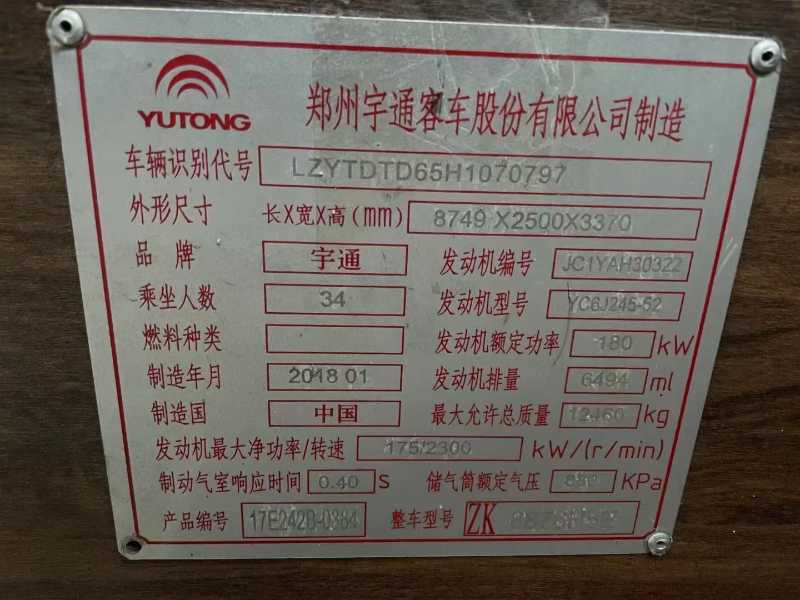 YUTONG
郑州宇通客车股份有限公司制造
车辆识别代号 LZYTDTD65H1070797
外形尺寸 长X宽X高(mm) 8749 X2500X3370
品牌 宇通 发动机编号 JC1YAH30322
乘坐人数 34 发动机型号 YC6J245-52
燃料种类 发动机额定功率 180 kW
制造年月 2018 01 发动机排量 6494 ml
制造国 中国 最大允许总质量 12460 kg
发动机最大净功率/转速 175/2300 kW/(r/min)
制动气室响应时间 0.40 S 储气筒额定气压 KPa
产品编号 17E242D-0384 整车型号 ZK